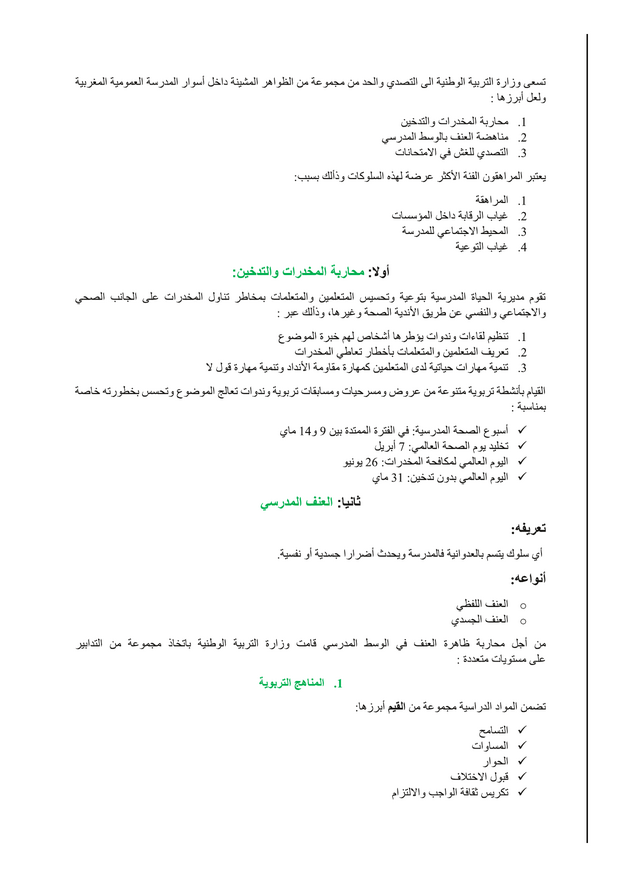 تسعى وزارة التربية الوطنية الى التصدي والحد من مجموعة من الظواهر المشينة داخل أسوار المدرسة العمومية المغربية
ولعل أبرزها :
1. محاربة المخدرات والتدخين
2. مناهضة العنف بالوسط المدرسي
3. التصدي للغش في الامتحانات
يعتبر المراهقون الفئة الأكثر عرضة لهذه السلوكات وذألك بسبب:
1. المراهقة
2. غياب الرقابة داخل المؤسسات
3. المحيط الاجتماعي للمدرسة
4. غياب التوعية
أولا: محاربة المخدرات والتدخين:
تقوم مديرية الحياة المدرسية بتوعية وتحسيس المتعلمين والمتعلمات بمخاطر تناول المخدرات على الجانب الصحي
والاجتماعي والنفسي عن طريق الأندية الصحة وغيرها، وذألك عبر :
1. تنظيم لقاءات وندوات يؤطرها أشخاص لهم خبرة الموضوع
2. تعريف المتعلمين والمتعلمات بأخطار تعاطي المخدرات
3. تنمية مهارات حياتية لدى المتعلمين كمهارة مقاومة الأنداد وتنمية مهارة قول لا
القيام بأنشطة تربوية متنوعة من عروض ومسرحيات ومسابقات تربوية وندوات تعالج الموضوع وتحسس بخطورته خاصة
بمناسبة :
✓ أسبوع الصحة المدرسية: في الفترة الممتدة بين 9 و14 ماي
✓ تخليد يوم الصحة العالمي: 7 أبريل
✓ اليوم العالمي لمكافحة المخدرات: 26 يونيو
✓ اليوم العالمي بدون تدخين: 31 ماي
ثانيا: العنف المدرسي
تعريفه:
أي سلوك يتسم بالعدوانية فالمدرسة ويحدث أضرارا جسدية أو نفسية.
أنواعه:
o العنف اللفظي
o العنف الجسدي
من أجل محاربة ظاهرة العنف في الوسط المدرسي قامت وزارة التربية الوطنية باتخاذ مجموعة من التدابير
على مستويات متعددة :
1. المناهج التربوية
تضمن المواد الدراسية مجموعة من القيم أبرزها:
✓ التسامح
✓ المساوات
✓ الحوار
✓ قبول الاختلاف
✓ تكريس ثقافة الواجب والالتزام